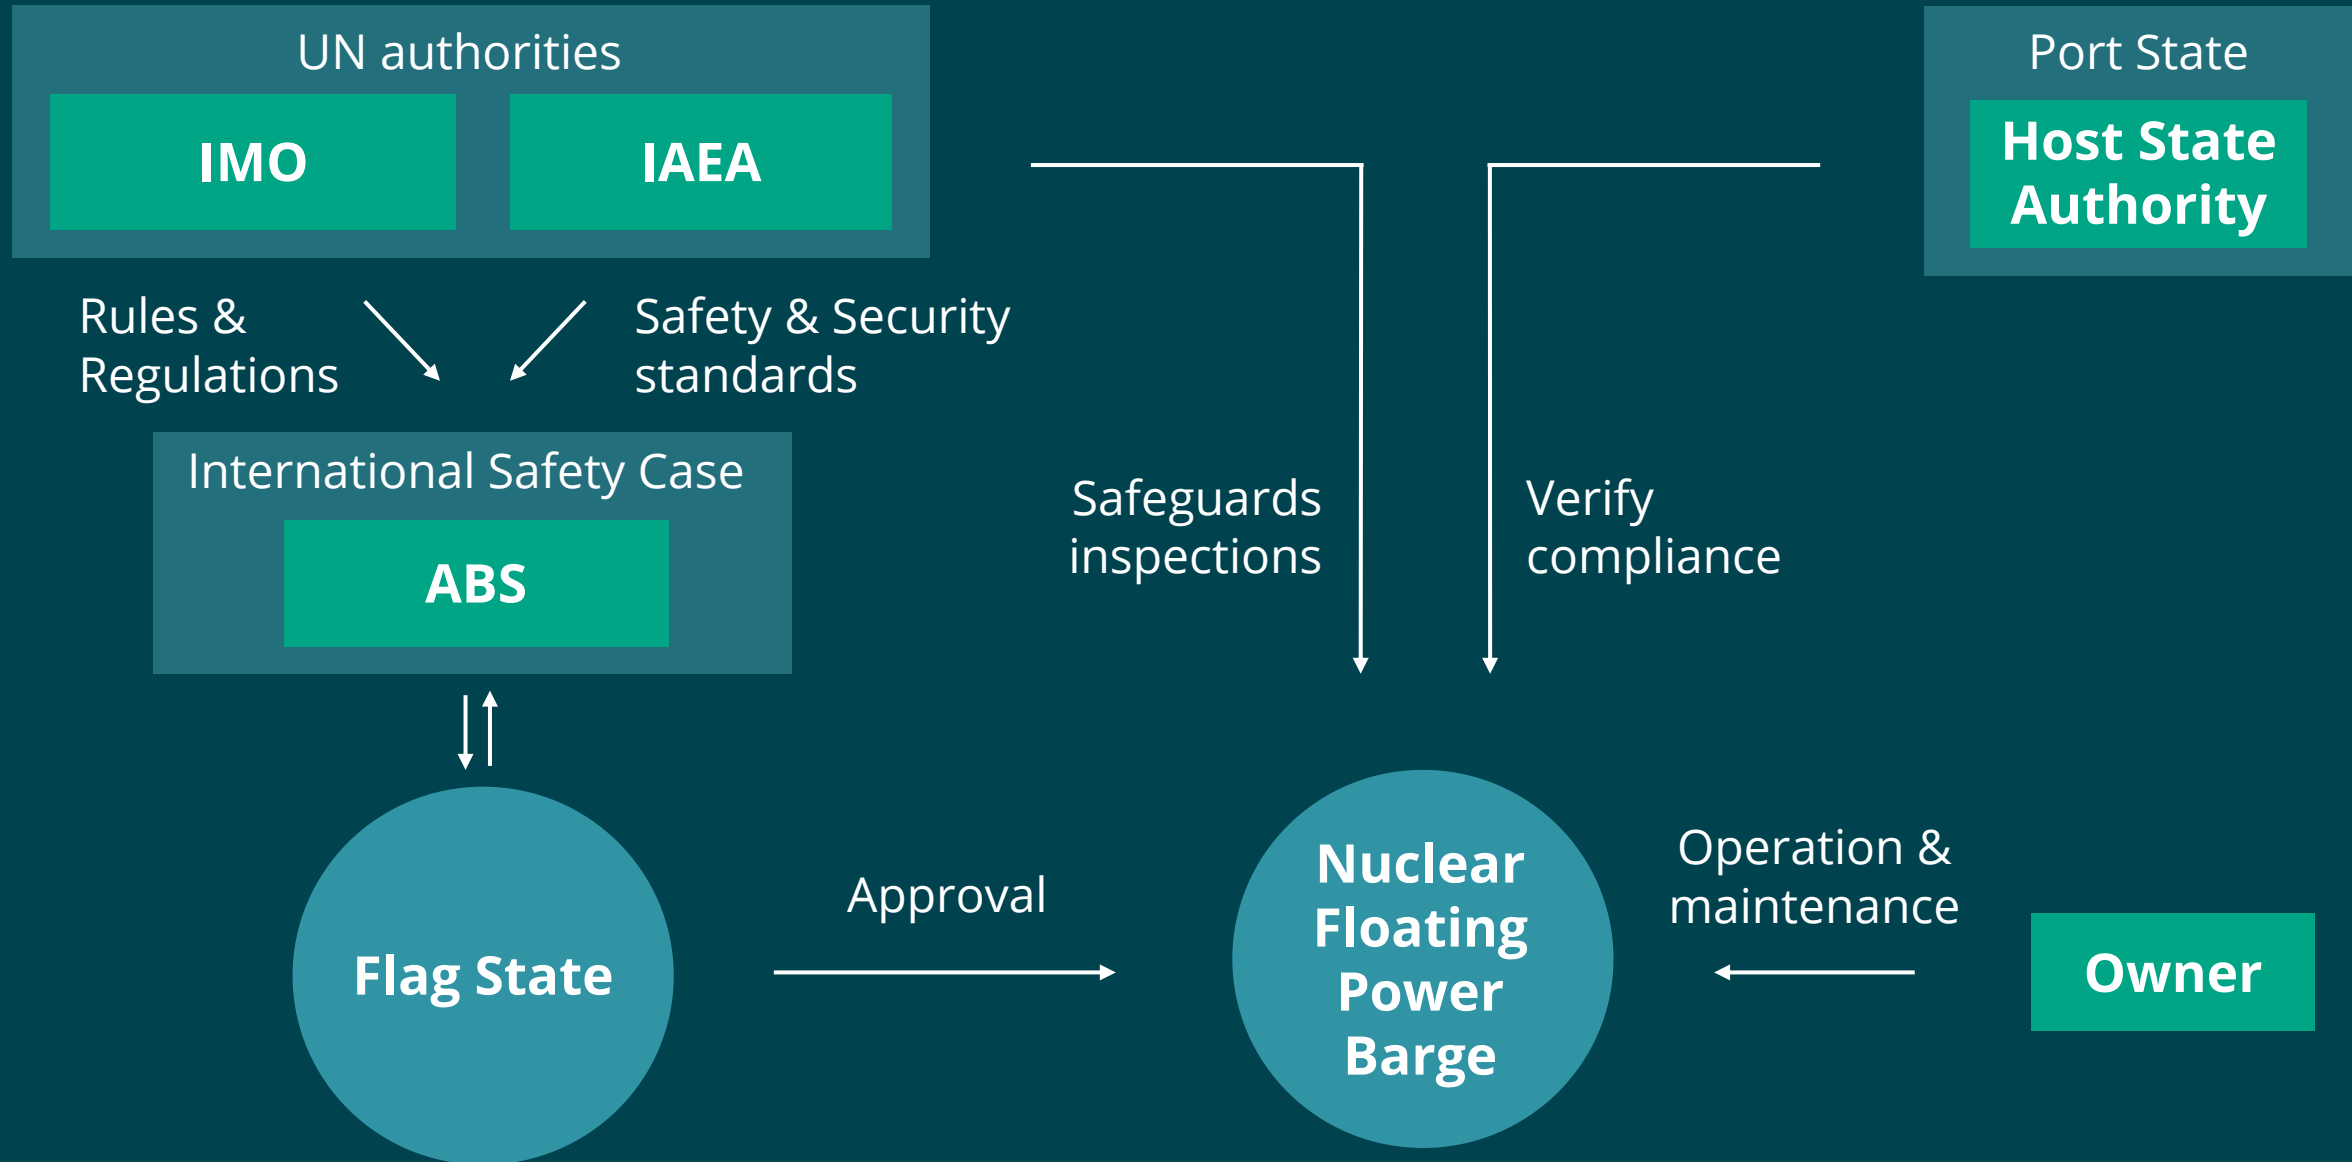 UN authorities
IMO
IAEA
Port State
Host State
Authority
Rules &
Regulations
Safety & Security
standards
International Safety Case
ABS
Safeguards
inspections
Verify
compliance
Flag State
Approval
Nuclear
Floating
Power
Barge
Operation &
maintenance
Owner